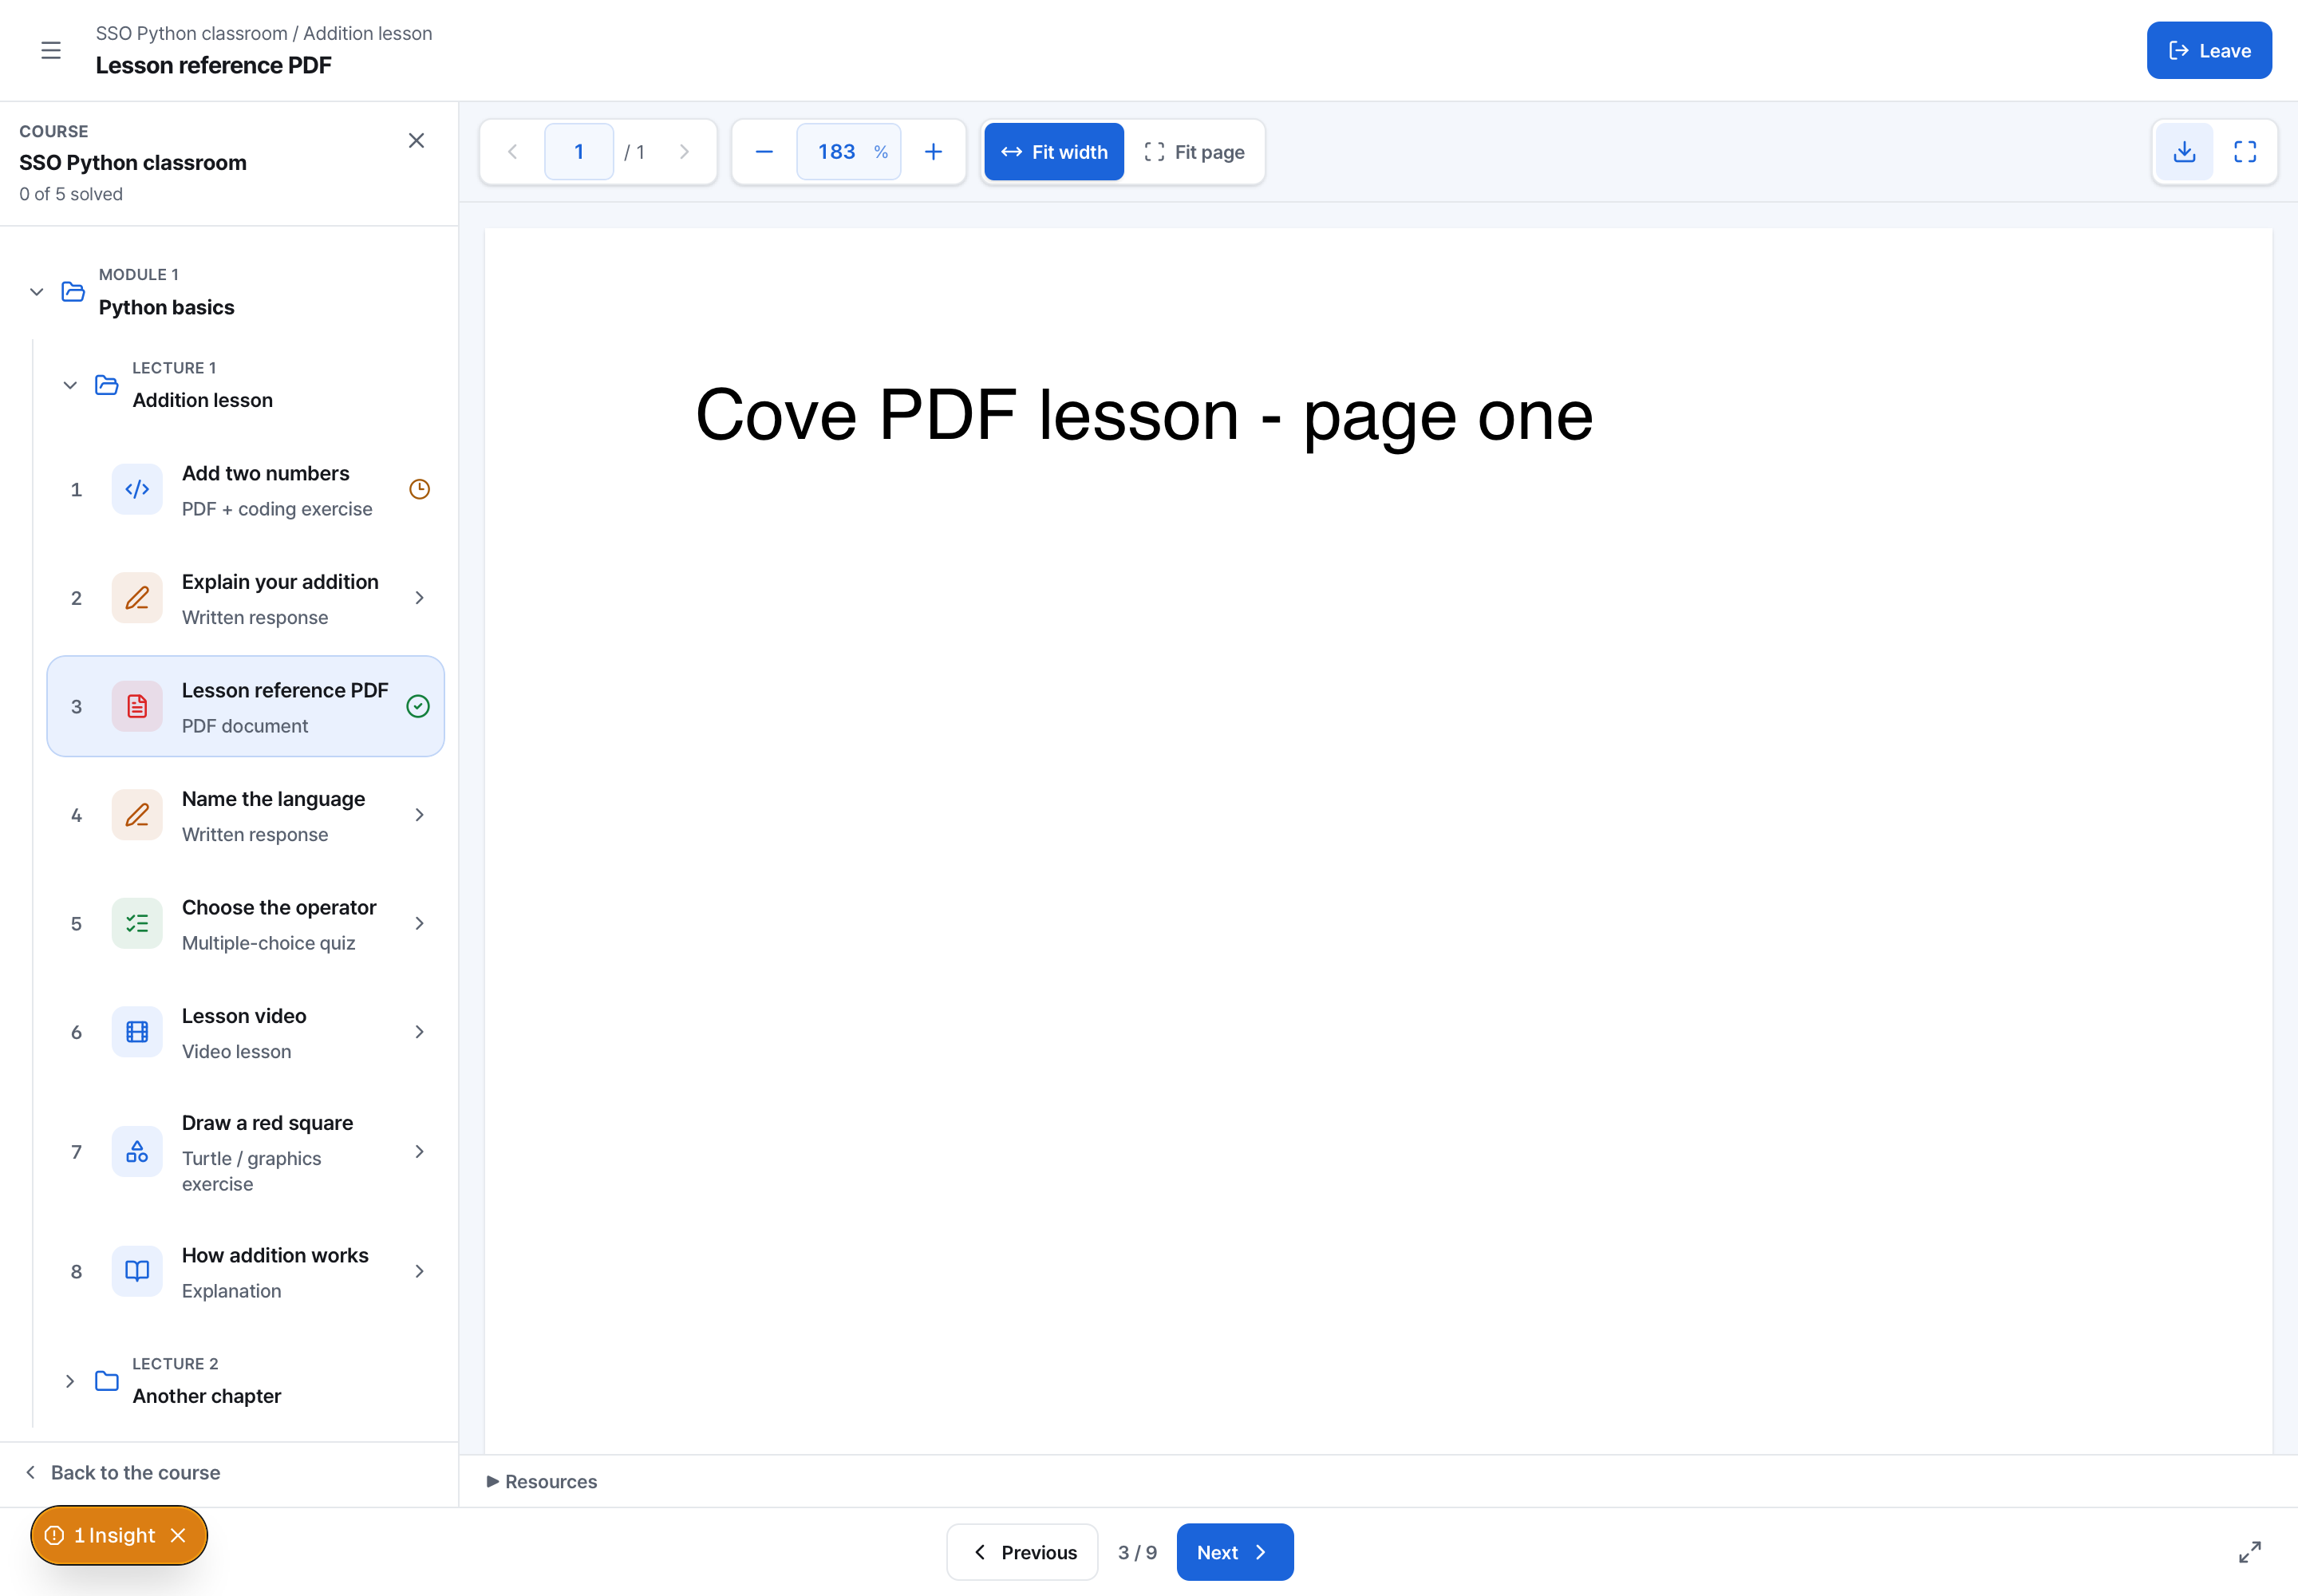 SSO Python classroom / Addition lesson
Lesson reference PDF
Leave
COURSE
SSO Python classroom
0 of 5 solved
MODULE 1
Python basics
LECTURE 1
Addition lesson
1
Add two numbers
PDF + coding exercise
2
Explain your addition
Written response
3
Lesson reference PDF
PDF document
4
Name the language
Written response
5
Choose the operator
Multiple-choice quiz
6
Lesson video
Video lesson
7
Draw a red square
Turtle / graphics
exercise
8
How addition works
Explanation
LECTURE 2
Another chapter
Back to the course
1 Insight
1 / 1
183 %
Fit width
Fit page
Cove PDF lesson - page one
Resources
Previous
3 / 9
Next